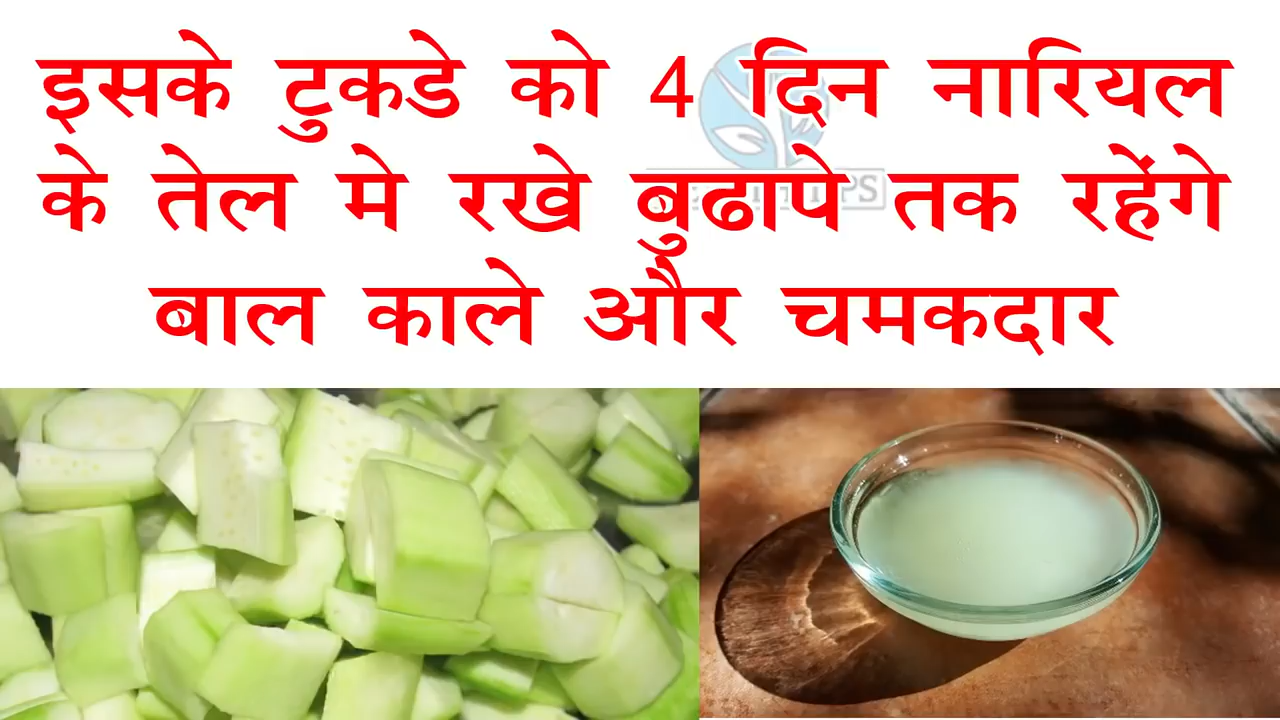 इसके टुकडे को 4 दिन नारियल
के तेल मे रखे बुढापे तक रहेंगे
बाल काले और चमकदार